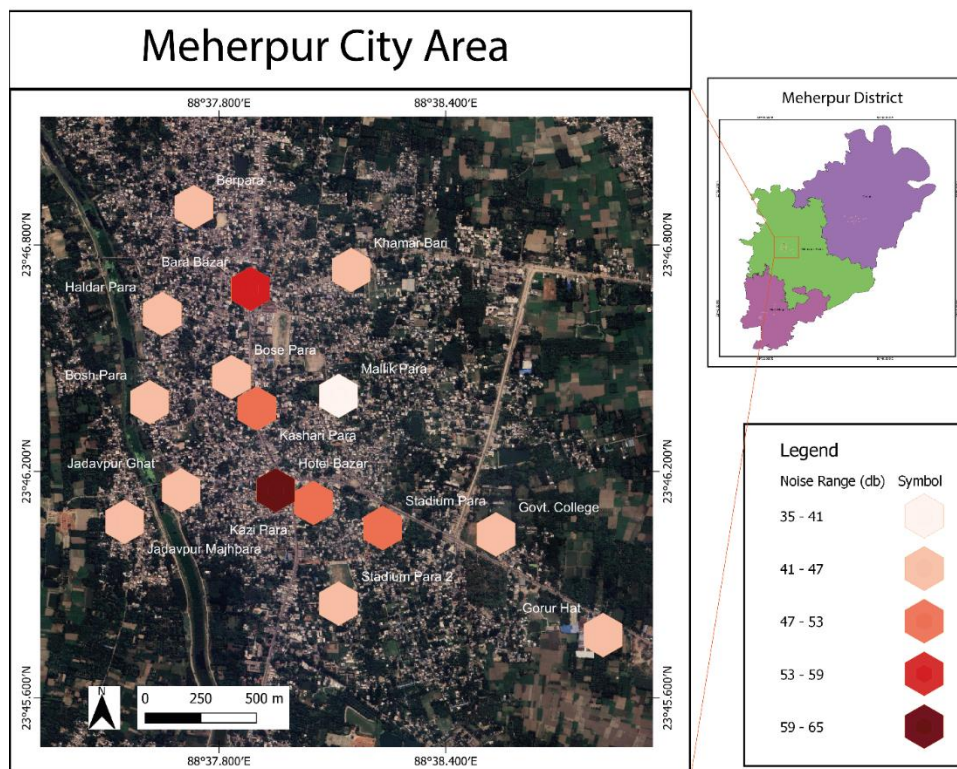 Meherpur City Area
88°37.800'E
88°38.400'E
23°46.800'N
23°46.200'N
23°45.600'N
Berpara
Khamar Bari
Bara Bazar
Haldar Para
Bose Para
Mallik Para
Bosh Para
Kashari Para
Jadavpur Ghat
Hotel Bazar
Stadium Para
Govt. College
Kazi Para
Jadavpur Majhpara
Stadium Para 2
Gorur Hat
N
0 250 500 m
88°37.800'E
88°38.400'E
23°46.800'N
23°46.200'N
23°45.600'N
Meherpur District
Legend
Noise Range (db) Symbol
35 - 41
41 - 47
47 - 53
53 - 59
59 - 65